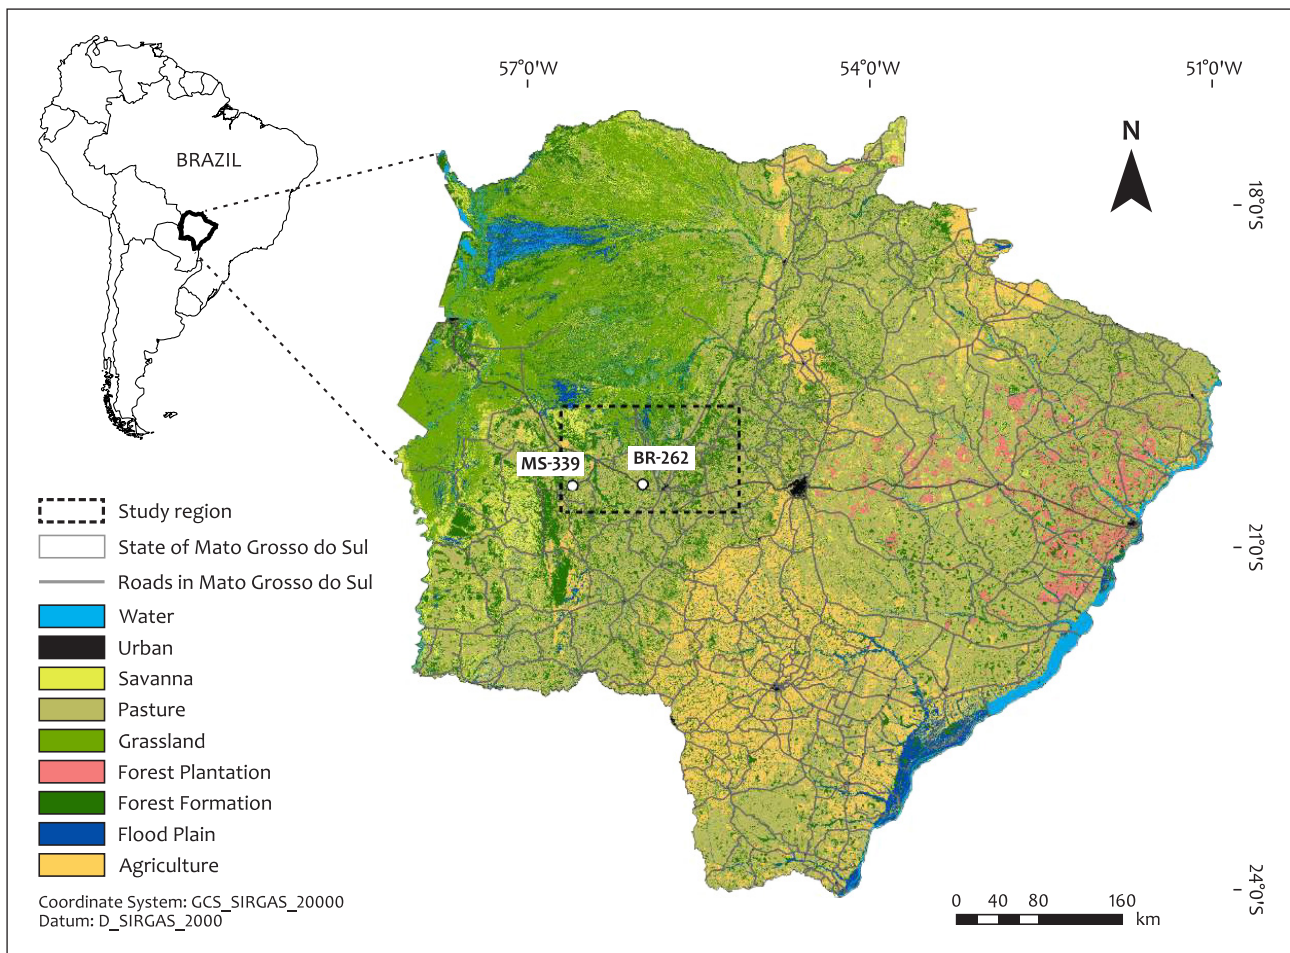 57°0'W
54°0'W
51°0'W
N
BRAZIL
18°0'S
MS-339
BR-262
Study region
State of Mato Grosso do Sul
21°0'S
Roads in Mato Grosso do Sul
Water
Urban
Savanna
Pasture
Grassland
Forest Plantation
Forest Formation
Flood Plain
Agriculture
24°0'S
Coordinate System: GCS_SIRGAS_20000
Datum: D_SIRGAS_2000
0 40 80 160
km